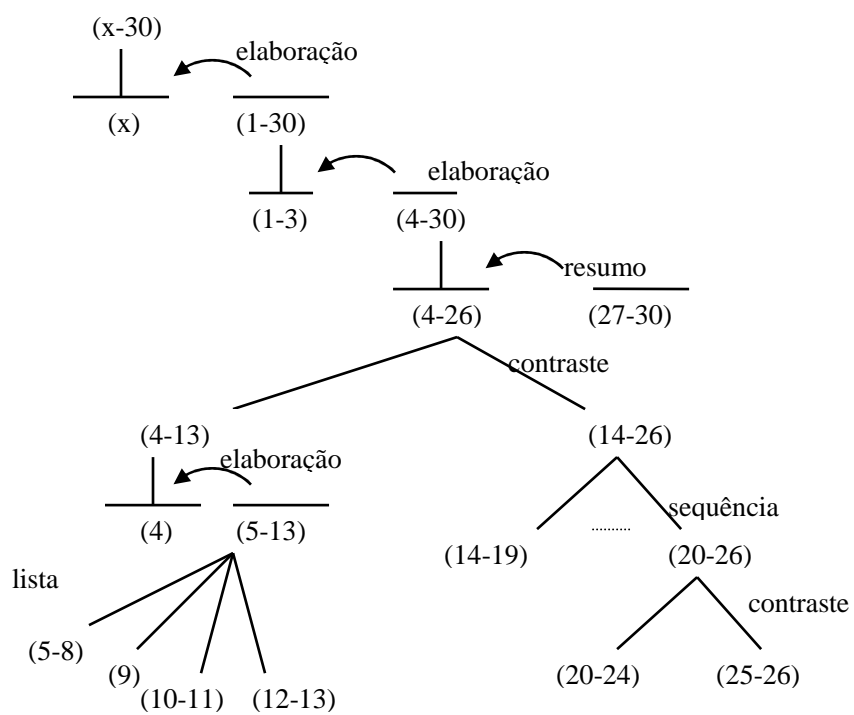 (x-30)
elaboração
(x) (1-30)
elaboração
(1-3) (4-30)
resumo
(4-26) (27-30)
contraste
(4-13) (14-26)
elaboração
sequência
(4) (5-13)
(14-19) (20-26)
lista
contraste
(5-8)
(9)
(20-24) (25-26)
(10-11) (12-13)